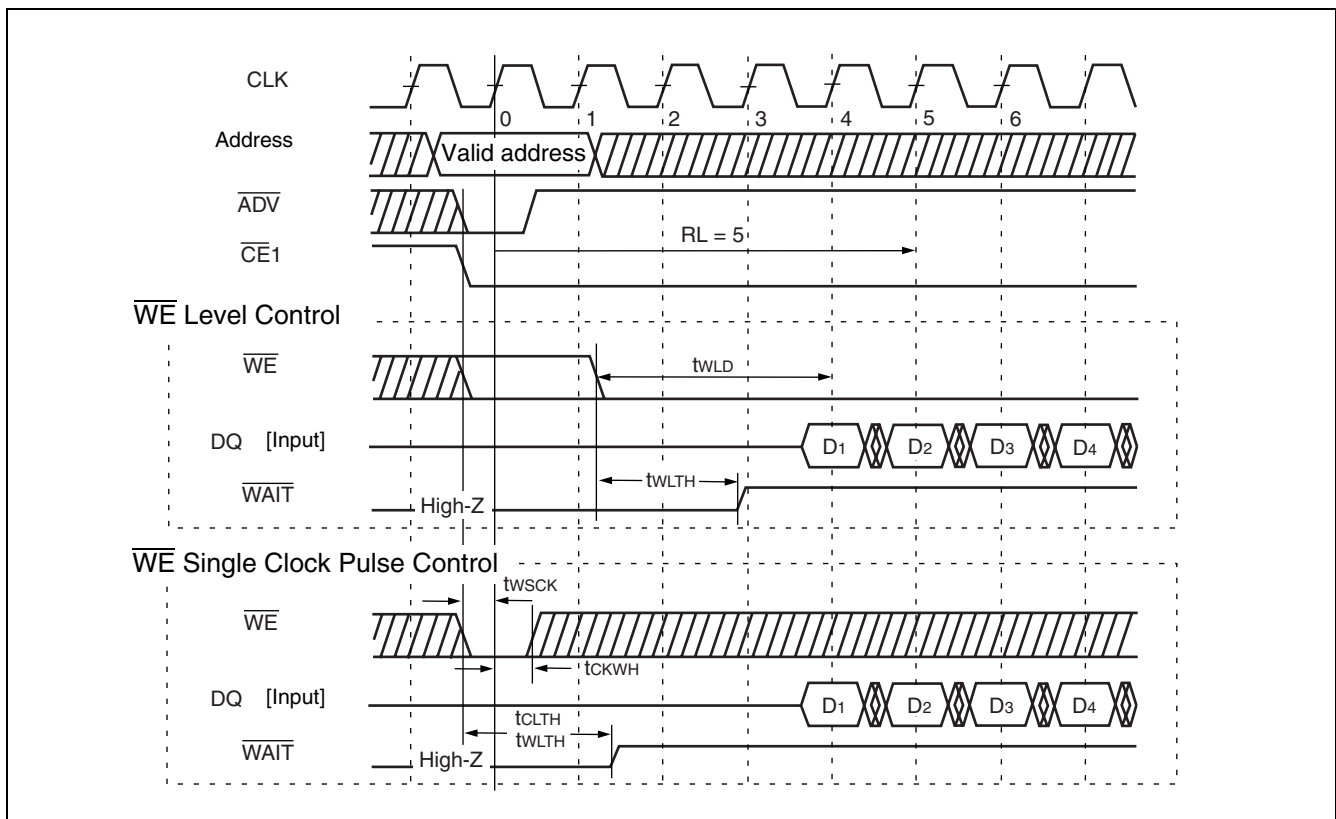 CLK
0 1 2 3 4 5 6
Address
Valid address
ADV
RL = 5
CE1
WE Level Control
WE
tWLD
DQ [Input]
D1 D2 D3 D4
tWLTH
WAIT
High-Z
WE Single Clock Pulse Control
tWSCK
WE
tCKWH
DQ [Input]
D1 D2 D3 D4
tCLTH
tWLTH
WAIT
High-Z